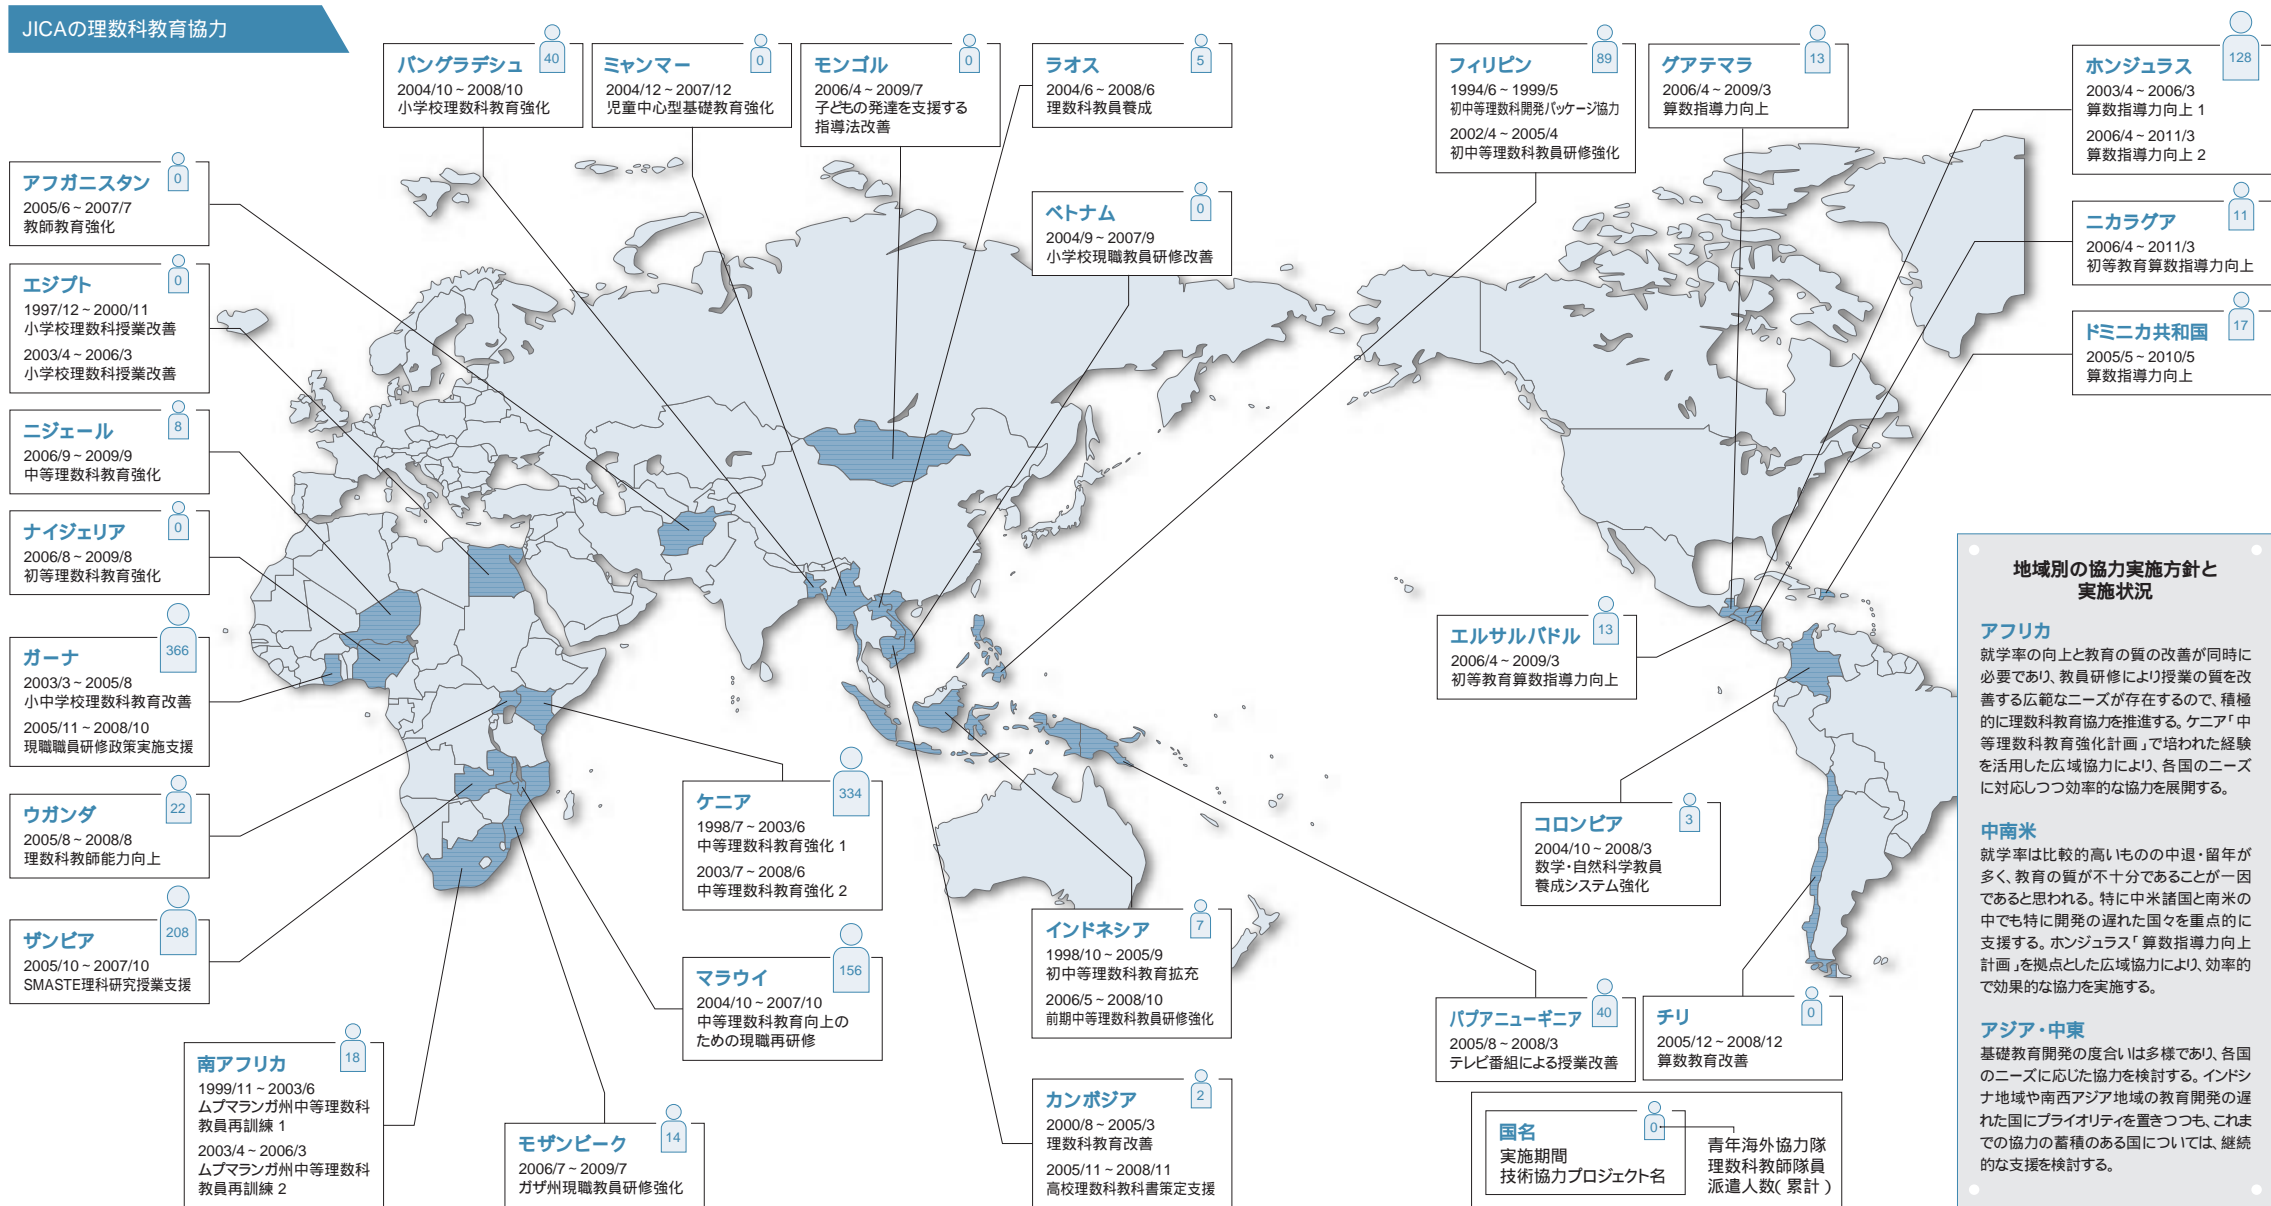 JICAの理数科教育協力
バングラデシュ
40
2004/10~2008/10
小学校理数科教育強化
ミャンマー
0
2004/12~2007/12
児童中心型基礎教育強化
モンゴル
0
2006/4~2009/7
子どもの発達を支援する
指導法改善
ラオス
5
2004/6~2008/6
理数科教員養成
フィリピン
89
1994/6~1999/5
初中等理数科開発パッケージ協力
2002/4~2005/4
初中等理数科教員研修強化
グアテマラ
13
2006/4~2009/3
算数指導力向上
ホンジュラス
128
2003/4~2006/3
算数指導力向上 1
2006/4~2011/3
算数指導力向上 2
アフガニスタン
0
2005/6~2007/7
教師教育強化
ベトナム
0
2004/9~2007/9
小学校現職教員研修改善
ニカラグア
11
2006/4~2011/3
初等教育算数指導力向上
エジプト
0
1997/12~2000/11
小学校理数科授業改善
2003/4~2006/3
小学校理数科授業改善
ドミニカ共和国
17
2005/5~2010/5
算数指導力向上
ニジェール
8
2006/9~2009/9
中等理数科教育強化
ナイジェリア
0
2006/8~2009/8
初等理数科教育強化
ガーナ
366
2003/3~2005/8
小中学校理数科教育改善
2005/11~2008/10
現職職員研修政策実施支援
エルサルバドル
13
2006/4~2009/3
初等教育算数指導力向上
ウガンダ
22
2005/8~2008/8
理数科教師能力向上
ケニア
334
1998/7~2003/6
中等理数科教育強化 1
2003/7~2008/6
中等理数科教育強化 2
コロンビア
3
2004/10~2008/3
数学・自然科学教員
養成システム強化
ザンビア
208
2005/10~2007/10
SMASTE理科研究授業支援
マラウイ
156
2004/10~2007/10
中等理数科教育向上の
ための現職再研修
インドネシア
7
1998/10~2005/9
初中等理数科教育拡充
2006/5~2008/10
前期中等理数科教員研修強化
パプアニューギニア
40
2005/8~2008/3
テレビ番組による授業改善
チリ
0
2005/12~2008/12
算数教育改善
南アフリカ
18
1999/11~2003/6
ムプマランガ州中等理数科
教員再訓練 1
2003/4~2006/3
ムプマランガ州中等理数科
教員再訓練 2
モザンビーク
14
2006/7~2009/7
ガザ州現職教員研修強化
カンボジア
2
2000/8~2005/3
理数科教育改善
2005/11~2008/11
高校理数科教科書策定支援
国名
0
実施期間
技術協力プロジェクト名
青年海外協力隊
理数科教師隊員
派遣人数(累計)
地域別の協力実施方針と
実施状況
アフリカ
就学率の向上と教育の質の改善が同時に
必要であり、教員研修により授業の質を改
善する広範なニーズが存在するので、積極
的に理数科教育協力を推進する。ケニア「中
等理数科教育強化計画」で培われた経験
を活用した広域協力により、各国のニーズ
に対応しつつ効率的な協力を展開する。
中南米
就学率は比較的高いものの中退・留年が
多く、教育の質が不十分であることが一因
であると思われる。特に中米諸国と南米の
中でも特に開発の遅れた国々を重点的に
支援する。ホンジュラス「算数指導力向上
計画」を拠点とした広域協力により、効率的
で効果的な協力を実施する。
アジア・中東
基礎教育開発の度合いは多様であり、各国
のニーズに応じた協力を検討する。インドシ
ナ地域や南西アジア地域の教育開発の遅
れた国にプライオリティを置きつつも、これま
での協力の蓄積のある国については、継続
的な支援を検討する。